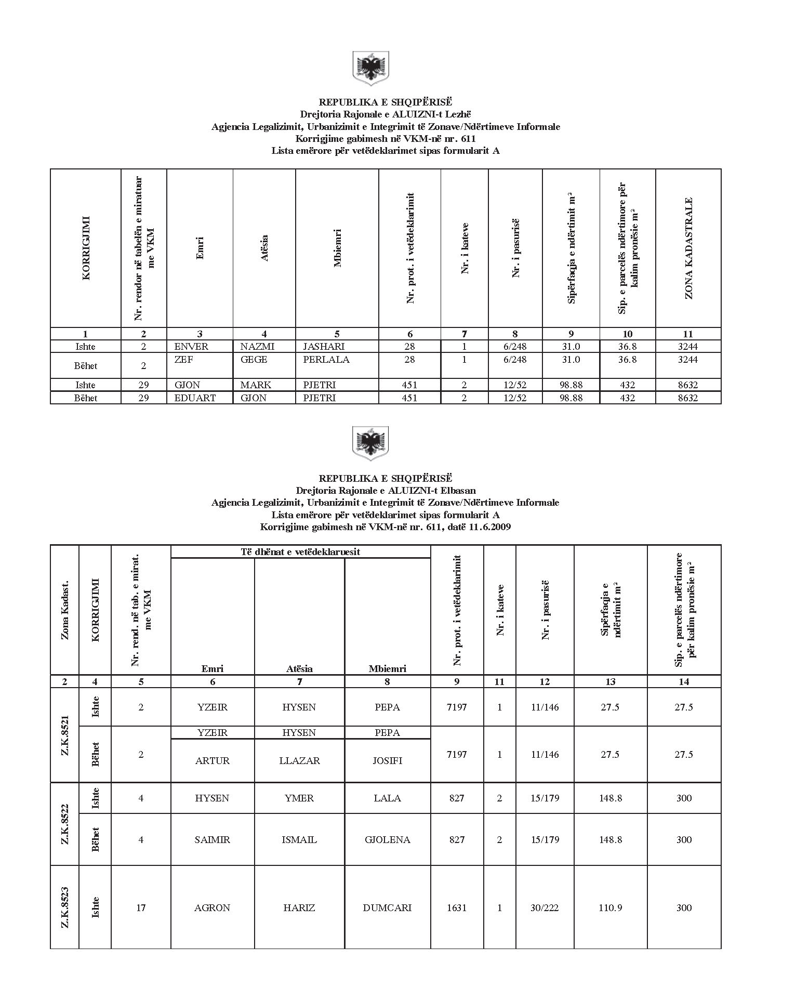 REPUBLIKA E SHQIPËRISË
Drejtoria Rajonale e ALUIZNI-t Lezhë
Agjencia Legalizimit, Urbanizimit e Integrimit të Zonave/Ndërtimeve Informale
Korrigjime gabimesh në VKM-në nr. 611
Lista emërore për vetëdeklarimet sipas formularit A
KORRIGJIMI
Nr. rendor në tabelën e miratuar
me VKM
Emri
Atësia
Mbiemri
Nr. prot. i vetëdeklarimit
Nr. i kateve
Nr. i pasurisë
Sipërfaqja e ndërtimit m²
Sip. e parcelës ndërtimore për
kalim pronësie m²
ZONA KADASTRALE
1 2 3 4 5 6 7 8 9 10 11
Ishte 2 ENVER NAZMI JASHARI 28 1 6/248 31.0 36.8 3244
Bëhet 2 ZEF GEGE PERLALA 28 1 6/248 31.0 36.8 3244
Ishte 29 GJON MARK PJETRI 451 2 12/52 98.88 432 8632
Bëhet 29 EDUART GJON PJETRI 451 2 12/52 98.88 432 8632
REPUBLIKA E SHQIPËRISË
Drejtoria Rajonale e ALUIZNI-t Elbasan
Agjencia Legalizimit, Urbanizimit e Integrimit të Zonave/Ndërtimeve Informale
Lista emërore për vetëdeklarimet sipas formularit A
Korrigjime gabimesh në VKM-në nr. 611, datë 11.6.2009
Zona Kadast.
KORRIGJIMI
Nr. rend. në tab. e mirat.
me VKM
Të dhënat e vetëdeklaruesit
Emri Atësia Mbiemri
Nr. prot. i vetëdeklarimit
Nr. i kateve
Nr. i pasurisë
Sipërfaqja e
ndërtimit m²
Sip. e parcelës ndërtimore
për kalim pronësie m²
2 4 5 6 7 8 9 11 12 13 14
Z.K.8521
Ishte 2 YZEIR HYSEN PEPA 7197 1 11/146 27.5 27.5
YZEIR HYSEN PEPA
Bëhet 2 7197 1 11/146 27.5 27.5
ARTUR LLAZAR JOSIFI
Z.K.8522
Ishte 4 HYSEN YMER LALA 827 2 15/179 148.8 300
Bëhet 4 SAIMIR ISMAIL GJOLENA 827 2 15/179 148.8 300
Z.K.8523
Ishte 17 AGRON HARIZ DUMCARI 1631 1 30/222 110.9 300